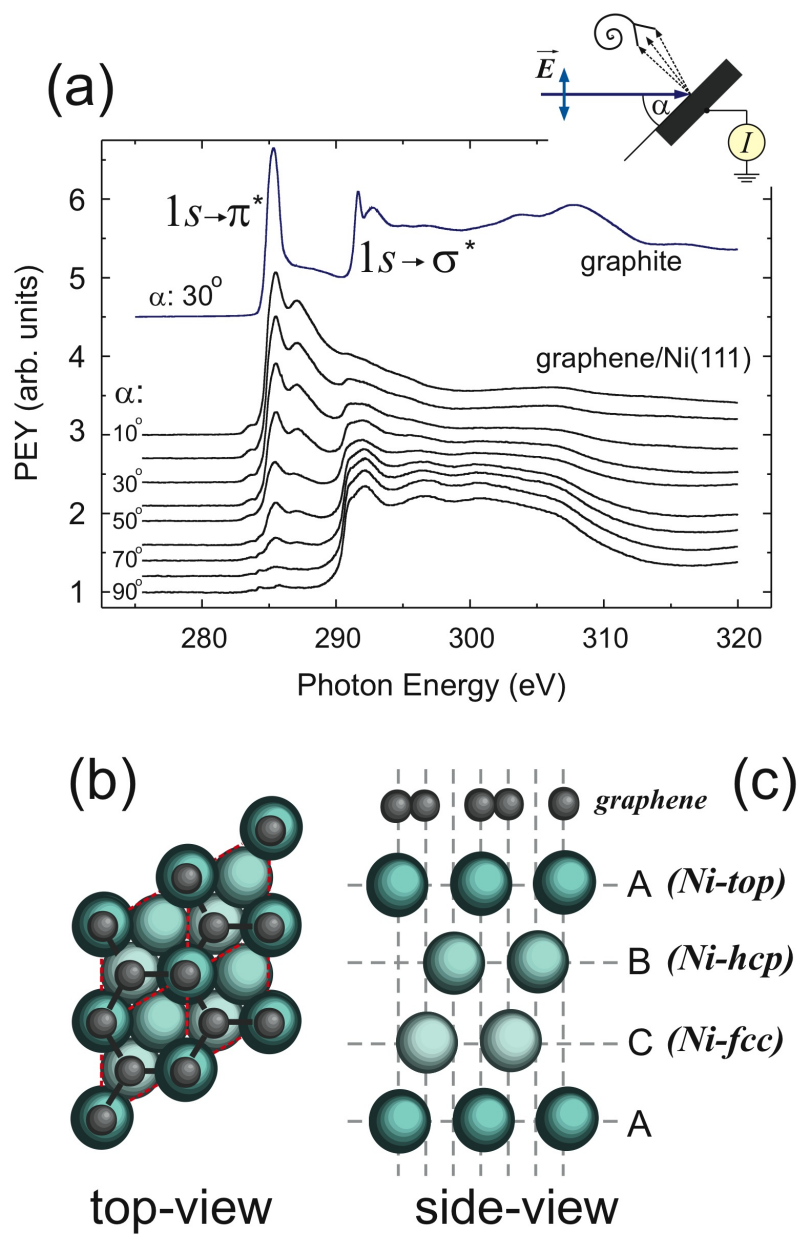 (a)
E
α
I
6
5
4
3
2
1
PEY (arb. units)
1s→π*
1s→σ*
graphite
α: 30°
graphene/Ni(111)
α:
10°
30°
50°
70°
90°
280 290 300 310 320
Photon Energy (eV)
(b)
(c)
graphene
A (Ni-top)
B (Ni-hcp)
C (Ni-fcc)
A
top-view
side-view